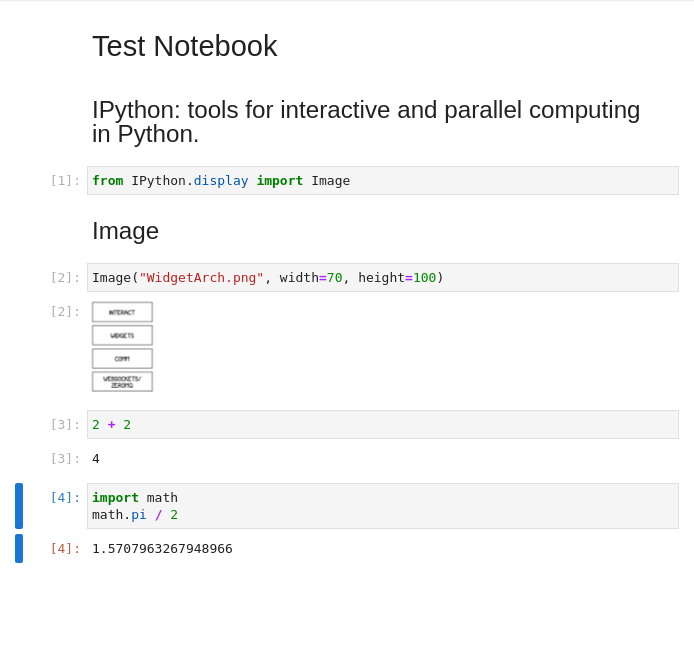 Test Notebook
IPython: tools for interactive and parallel computing
in Python.
[1]: from IPython.display import Image
Image
[2]: Image("WidgetArch.png", width=70, height=100)
[2]:
INTERACT
WIDGETS
COMM
WEBSOCKETS/
ZEROMQ
[3]: 2 + 2
[3]: 4
[4]: import math
math.pi / 2
[4]: 1.5707963267948966